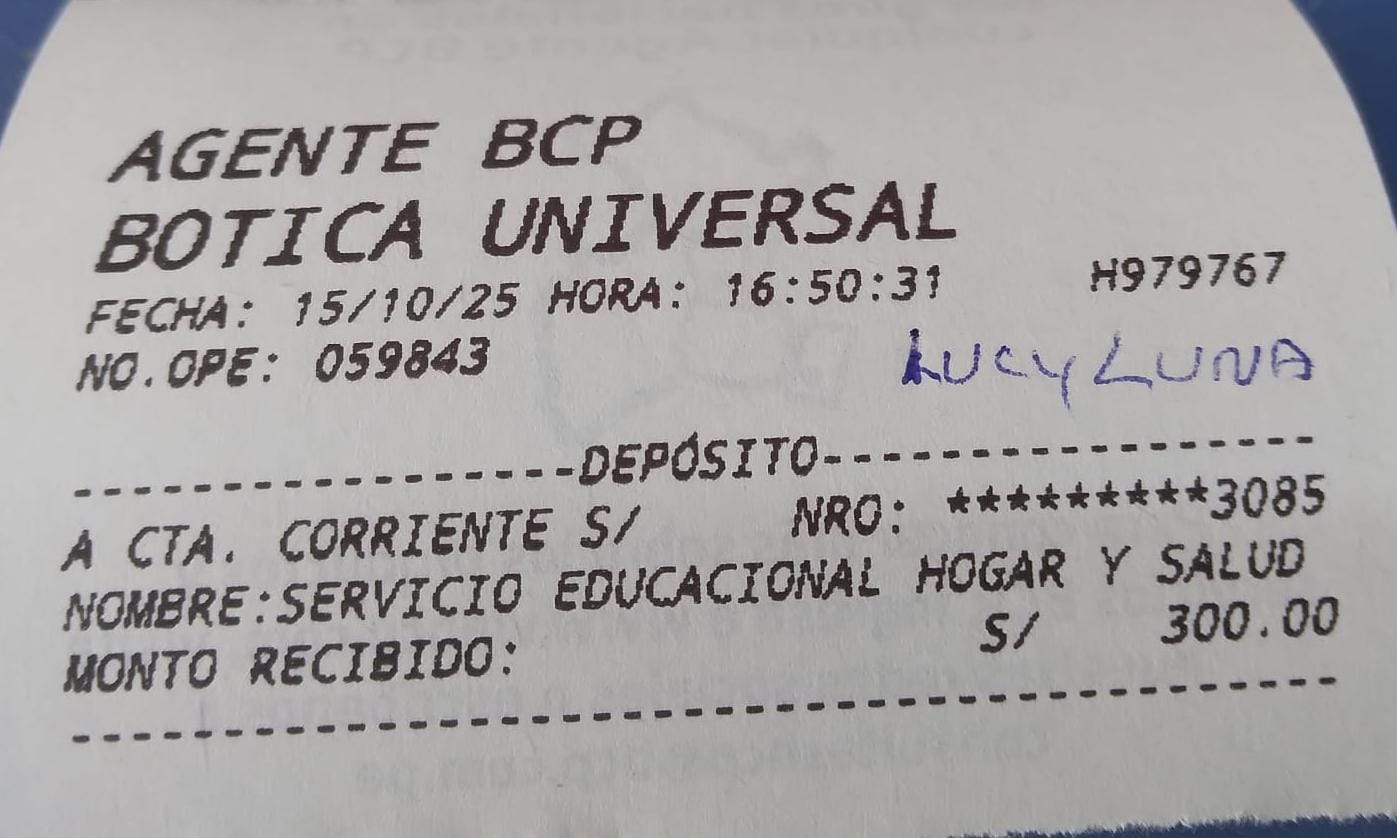 AGENTE BCP
BOTICA UNIVERSAL
FECHA: 15/10/25 HORA: 16:50:31 H979767
NO.OPE: 059843
LUCY LUNA
----------------DEPÓSITO----------------
A CTA. CORRIENTE S/ NRO: *********3085
NOMBRE:SERVICIO EDUCACIONAL HOGAR Y SALUD
MONTO RECIBIDO: S/ 300.00